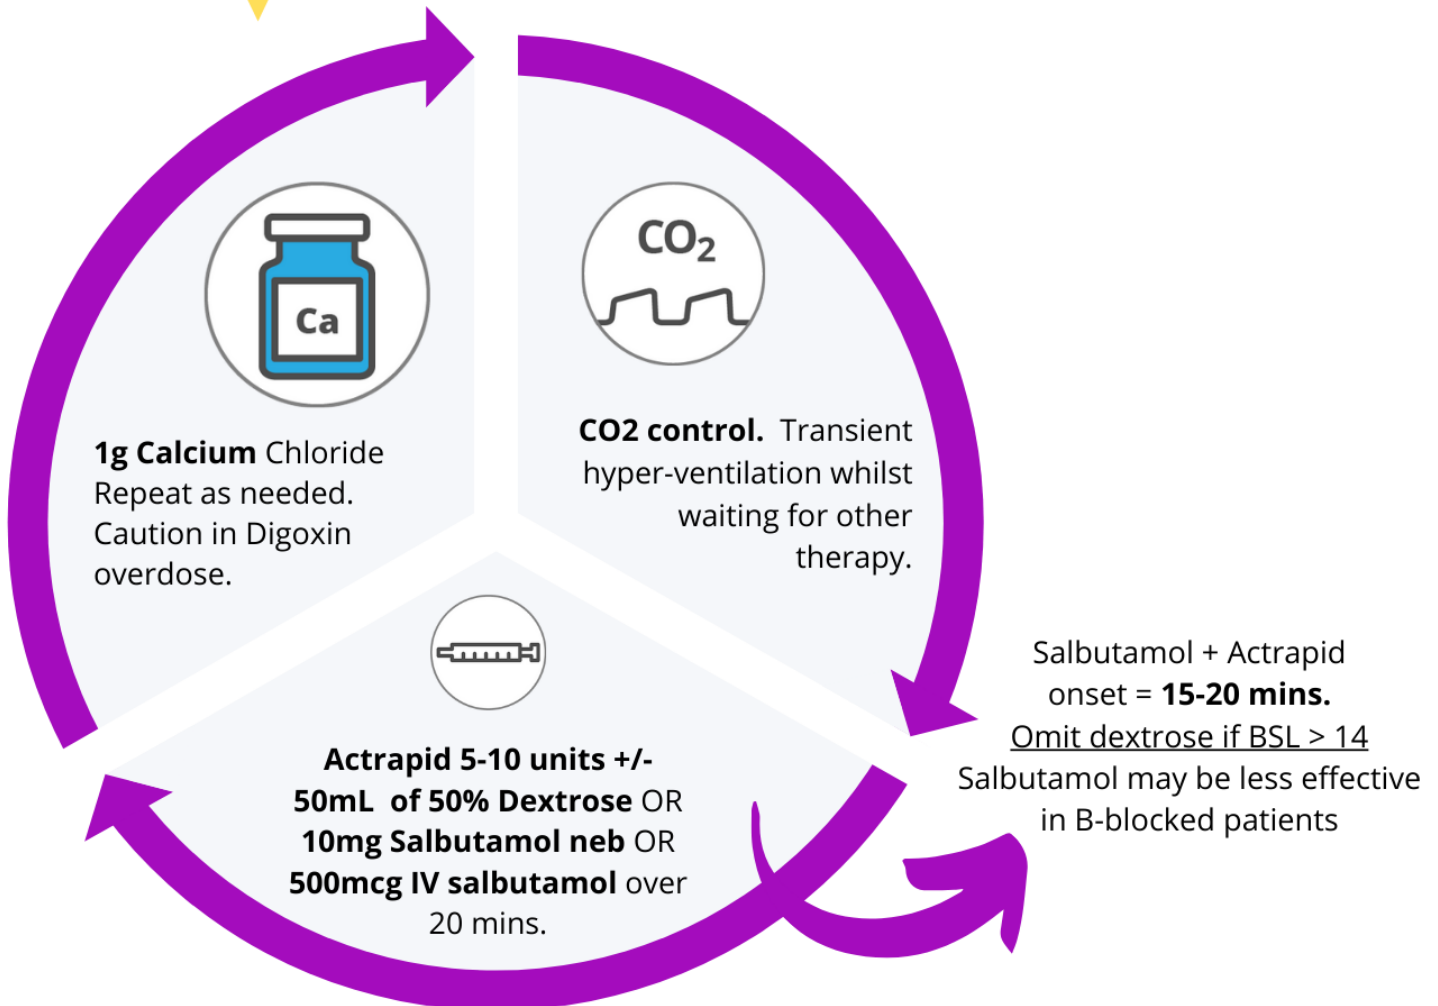 Ca
1g Calcium Chloride
Repeat as needed.
Caution in Digoxin
overdose.
CO₂
CO2 control. Transient
hyper-ventilation whilst
waiting for other
therapy.
Actrapid 5-10 units +/-
50mL of 50% Dextrose OR
10mg Salbutamol neb OR
500mcg IV salbutamol over
20 mins.
Salbutamol + Actrapid
onset = 15-20 mins.
Omit dextrose if BSL > 14
Salbutamol may be less effective
in B-blocked patients